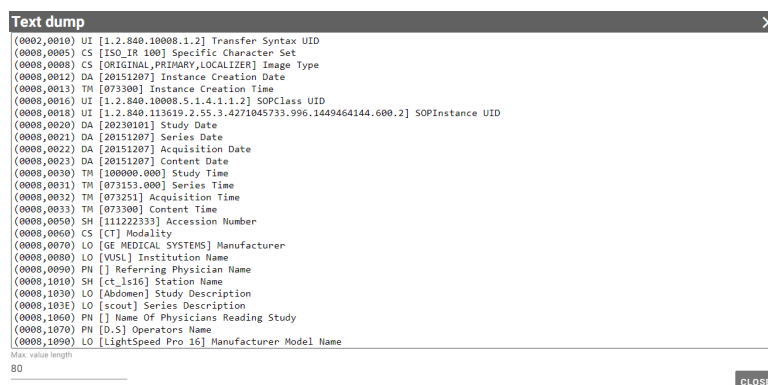 Text dump
(0002,0010) UI [1.2.840.10008.1.2] Transfer Syntax UID
(0008,0005) CS [ISO_IR 100] Specific Character Set
(0008,0008) CS [ORIGINAL,PRIMARY,LOCALIZER] Image Type
(0008,0012) DA [20151207] Instance Creation Date
(0008,0013) TM [073300] Instance Creation Time
(0008,0016) UI [1.2.840.10008.5.1.4.1.1.2] SOPClass UID
(0008,0018) UI [1.2.840.113619.2.55.3.4271045733.996.1449464144.600.2] SOPInstance UID
(0008,0020) DA [20230101] Study Date
(0008,0021) DA [20151207] Series Date
(0008,0022) DA [20151207] Acquisition Date
(0008,0023) DA [20151207] Content Date
(0008,0030) TM [100000.000] Study Time
(0008,0031) TM [073153.000] Series Time
(0008,0032) TM [073251] Acquisition Time
(0008,0033) TM [073300] Content Time
(0008,0050) SH [111222333] Accession Number
(0008,0060) CS [CT] Modality
(0008,0070) LO [GE MEDICAL SYSTEMS] Manufacturer
(0008,0080) LO [VUSL] Institution Name
(0008,0090) PN [] Referring Physician Name
(0008,1010) SH [ct_ls16] Station Name
(0008,1030) LO [Abdomen] Study Description
(0008,103E) LO [scout] Series Description
(0008,1060) PN [] Name Of Physicians Reading Study
(0008,1070) PN [D.S] Operators Name
(0008,1090) LO [LightSpeed Pro 16] Manufacturer Model Name
Max. value length
80
CLOSE